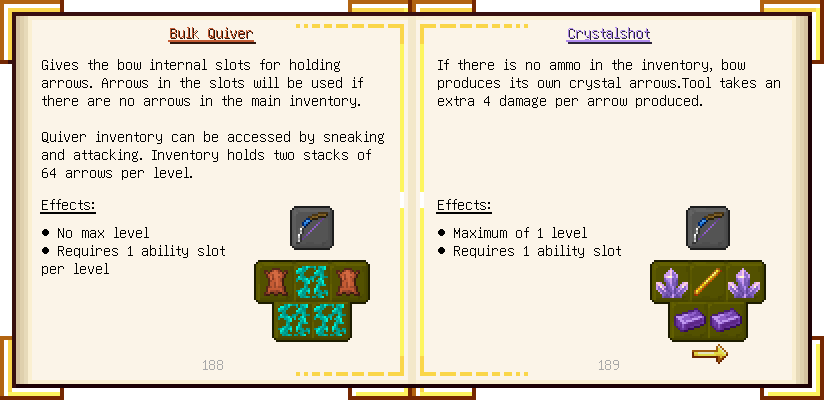 Bulk Quiver
Gives the bow internal slots for holding
arrows. Arrows in the slots will be used if
there are no arrows in the main inventory.
Quiver inventory can be accessed by sneaking
and attacking. Inventory holds two stacks of
64 arrows per level.
Effects:
● No max level
● Requires 1 ability slot
per level
188
Crystalshot
If there is no ammo in the inventory, bow
produces its own crystal arrows.Tool takes an
extra 4 damage per arrow produced.
Effects:
● Maximum of 1 level
● Requires 1 ability slot
189